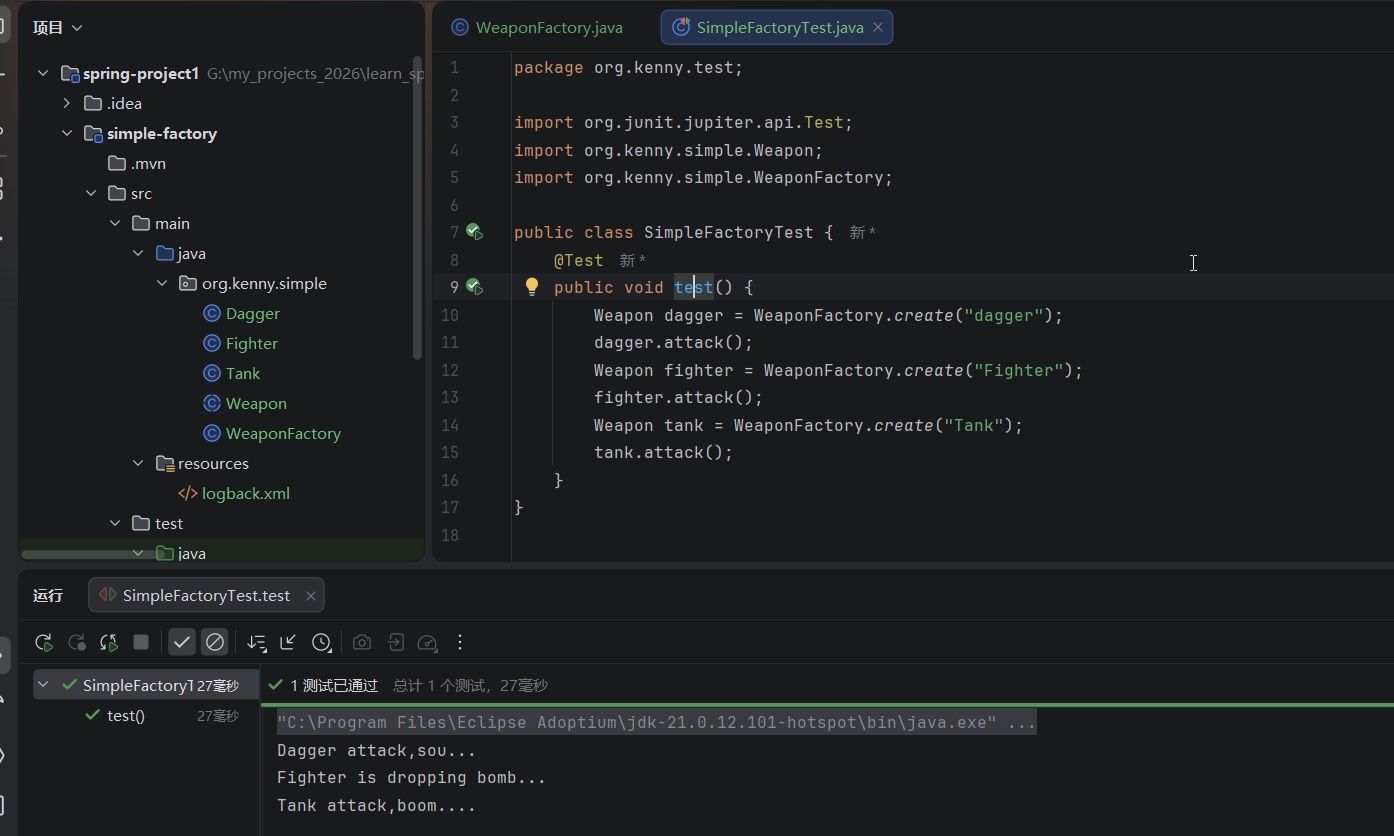 项目
spring-project1 G:\my_projects_2026\learn_sp
.idea
simple-factory
.mvn
src
main
java
org.kenny.simple
Dagger
Fighter
Tank
Weapon
WeaponFactory
resources
logback.xml
test
java
WeaponFactory.java SimpleFactoryTest.java
1 package org.kenny.test;
2
3 import org.junit.jupiter.api.Test;
4 import org.kenny.simple.Weapon;
5 import org.kenny.simple.WeaponFactory;
6
7 public class SimpleFactoryTest { 新 *
8 @Test 新 *
9 public void test() {
10 Weapon dagger = WeaponFactory.create("dagger");
11 dagger.attack();
12 Weapon fighter = WeaponFactory.create("Fighter");
13 fighter.attack();
14 Weapon tank = WeaponFactory.create("Tank");
15 tank.attack();
16 }
17 }
18
运行 SimpleFactoryTest.test
SimpleFactoryT 27毫秒
test() 27毫秒
1 测试已通过 总计 1 个测试，27毫秒
"C:\Program Files\Eclipse Adoptium\jdk-21.0.12.101-hotspot\bin\java.exe" ...
Dagger attack,sou...
Fighter is dropping bomb...
Tank attack,boom....